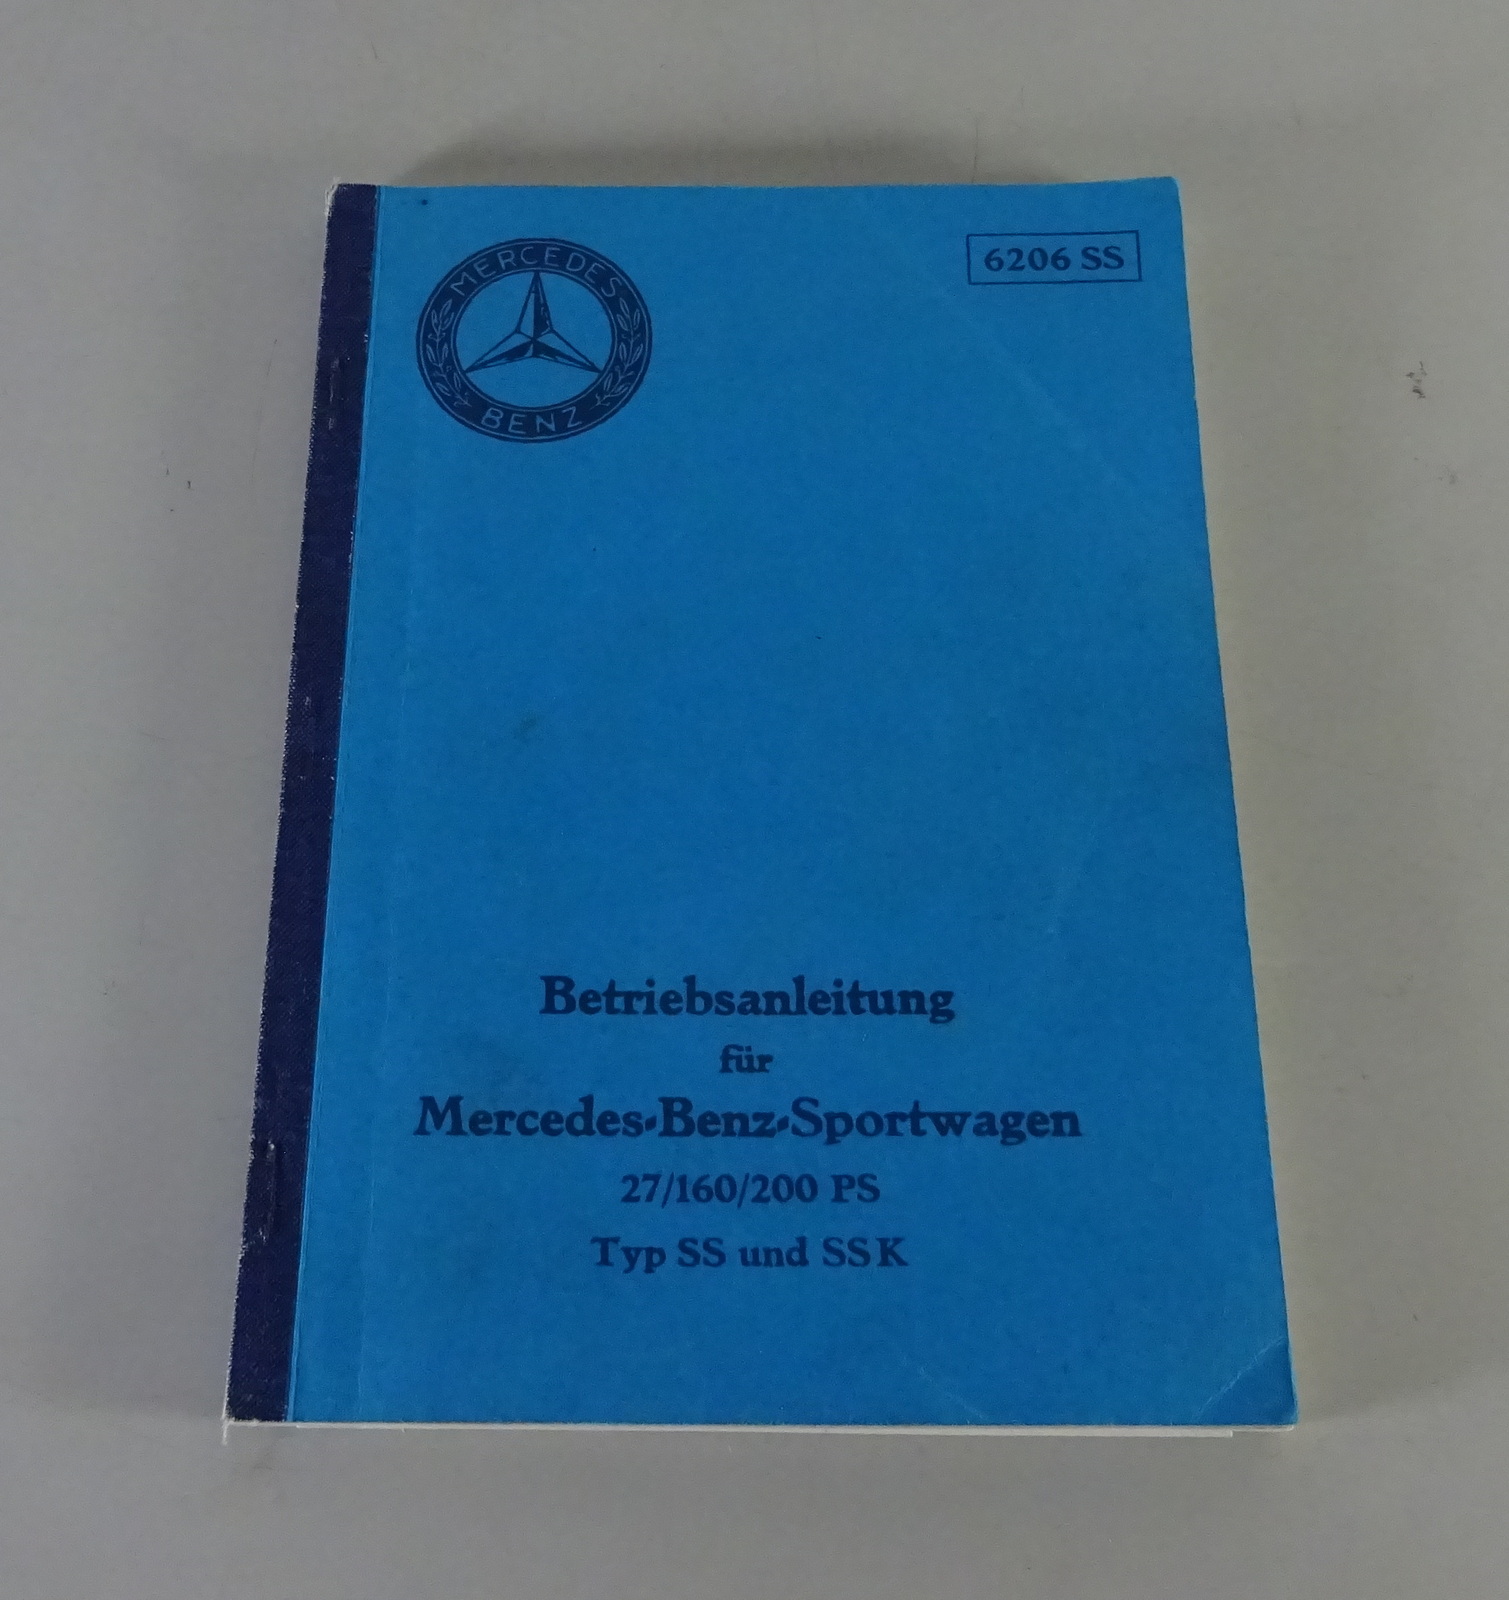 MERCEDES
BENZ
6206 SS
Betriebsanleitung
für
Mercedes-Benz-Sportwagen
27/160/200 PS
Typ SS und SSK